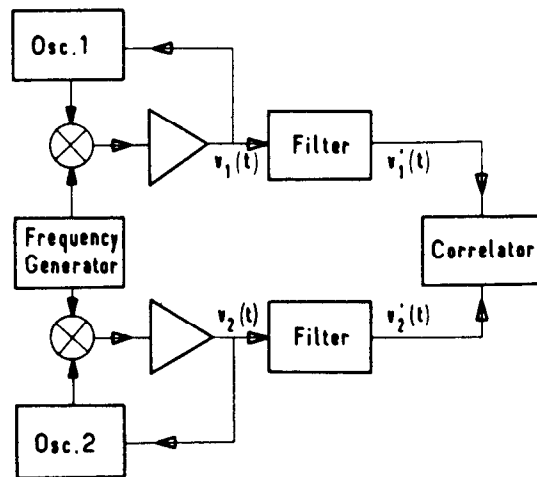 Osc.1
v₁(t)
Filter
v₁'(t)
Frequency
Generator
Correlator
v₂(t)
Filter
v₂'(t)
Osc.2